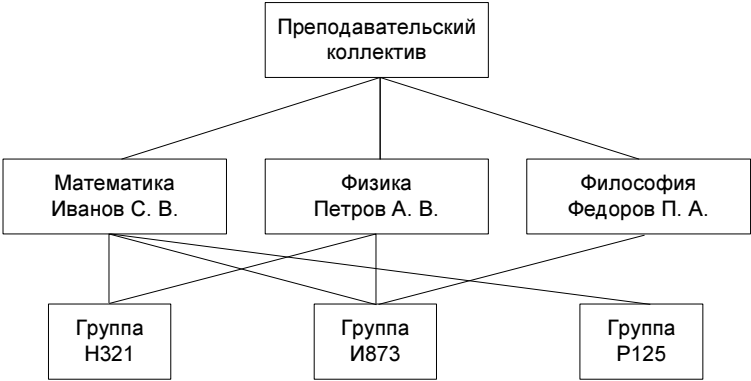 Преподавательский
коллектив
Математика
Иванов С. В.
Физика
Петров А. В.
Философия
Федоров П. А.
Группа
Н321
Группа
И873
Группа
Р125